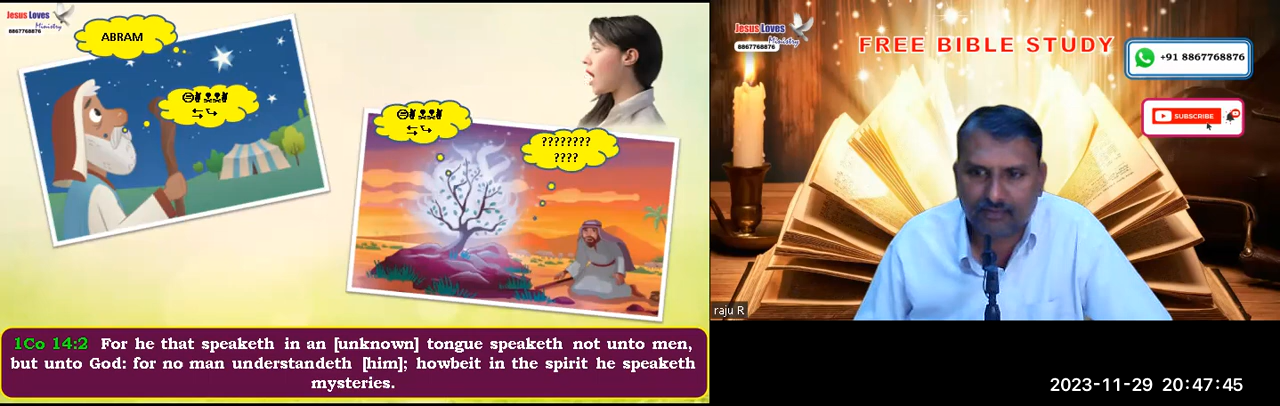 Jesus Loves
Ministry
8867768876
ABRAM
????????
????
1Co 14:2 For he that speaketh in an [unknown] tongue speaketh not unto men,
but unto God: for no man understandeth [him]; howbeit in the spirit he speaketh
mysteries.
Jesus Loves
Ministry
8867768876
FREE BIBLE STUDY
+91 8867768876
SUBSCRIBE
raju R
2023-11-29 20:47:45